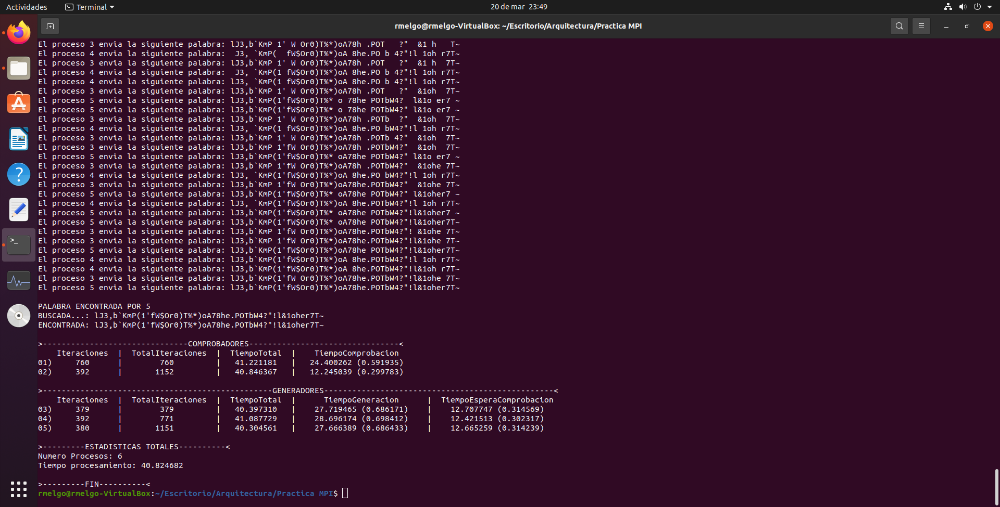 Actividades
Terminal
20 de mar  23:49
rmelgo@rmelgo-VirtualBox: ~/Escritorio/Arquitectura/Practica MPI
El proceso 3 envia la siguiente palabra: lJ3,b`KmP 1' W Or0)T%*)oA78h .POT   ?"  &1 h   T~
El proceso 4 envia la siguiente palabra:  J3, `KmP(  fW$Or0)T%*)oA 8he.PO b 4?"!l 1oh r7T~
El proceso 3 envia la siguiente palabra: lJ3,b`KmP 1' W Or0)T%*)oA78h .POT   ?"  &1 h  7T~
El proceso 4 envia la siguiente palabra:  J3, `KmP(1 fW$Or0)T%*)oA 8he.PO b 4?"!l 1oh r7T~
El proceso 4 envia la siguiente palabra: lJ3, `KmP(1 fW$Or0)T%*)oA 8he.PO b 4?"!l 1oh r7T~
El proceso 3 envia la siguiente palabra: lJ3,b`KmP 1' W Or0)T%*)oA78h .POT   ?"  &1oh  7T~
El proceso 5 envia la siguiente palabra: lJ3,b`KmP(1'fW$Or0)T%* o 78he POTbW4?  l&1o er7 ~
El proceso 5 envia la siguiente palabra: lJ3,b`KmP(1'fW$Or0)T%* o 78he POTbW4?" l&1o er7 ~
El proceso 3 envia la siguiente palabra: lJ3,b`KmP 1' W Or0)T%*)oA78h .POTb  ?"  &1oh  7T~
El proceso 4 envia la siguiente palabra: lJ3, `KmP(1 fW$Or0)T%*)oA 8he.PO bW4?"!l 1oh r7T~
El proceso 3 envia la siguiente palabra: lJ3,b`KmP 1' W Or0)T%*)oA78h .POTb 4?"  &1oh  7T~
El proceso 3 envia la siguiente palabra: lJ3,b`KmP 1'fW Or0)T%*)oA78h .POTbW4?"  &1oh  7T~
El proceso 5 envia la siguiente palabra: lJ3,b`KmP(1'fW$Or0)T%* oA78he POTbW4?" l&1o er7 ~
El proceso 3 envia la siguiente palabra: lJ3,b`KmP 1'fW Or0)T%*)oA78h .POTbW4?"  &1ohe 7T~
El proceso 4 envia la siguiente palabra: lJ3, `KmP(1'fW$Or0)T%*)oA 8he.PO bW4?"!l 1oh r7T~
El proceso 3 envia la siguiente palabra: lJ3,b`KmP 1'fW Or0)T%*)oA78he.POTbW4?"  &1ohe 7T~
El proceso 5 envia la siguiente palabra: lJ3,b`KmP(1'fW$Or0)T%* oA78he POTbW4?" l&1oher7 ~
El proceso 4 envia la siguiente palabra: lJ3, `KmP(1'fW$Or0)T%*)oA 8he.POTbW4?"!l 1oh r7T~
El proceso 5 envia la siguiente palabra: lJ3,b`KmP(1'fW$Or0)T%* oA78he POTbW4?"!l&1oher7 ~
El proceso 5 envia la siguiente palabra: lJ3,b`KmP(1'fW$Or0)T%* oA78he POTbW4?"!l&1oher7T~
El proceso 3 envia la siguiente palabra: lJ3,b`KmP 1'fW Or0)T%*)oA78he.POTbW4?"! &1ohe 7T~
El proceso 3 envia la siguiente palabra: lJ3,b`KmP 1'fW Or0)T%*)oA78he.POTbW4?"!l&1ohe 7T~
El proceso 5 envia la siguiente palabra: lJ3,b`KmP(1'fW$Or0)T%*)oA78he POTbW4?"!l&1oher7T~
El proceso 4 envia la siguiente palabra: lJ3,b`KmP(1'fW$Or0)T%*)oA 8he.POTbW4?"!l 1oh r7T~
El proceso 4 envia la siguiente palabra: lJ3,b`KmP(1'fW$Or0)T%*)oA 8he.POTbW4?"!l&1oh r7T~
El proceso 3 envia la siguiente palabra: lJ3,b`KmP(1'fW Or0)T%*)oA78he.POTbW4?"!l&1ohe 7T~
El proceso 5 envia la siguiente palabra: lJ3,b`KmP(1'fW$Or0)T%*)oA78he.POTbW4?"!l&1oher7T~
PALABRA ENCONTRADA POR 5
BUSCADA...: lJ3,b`KmP(1'fW$Or0)T%*)oA78he.POTbW4?"!l&1oher7T~
ENCONTRADA: lJ3,b`KmP(1'fW$Or0)T%*)oA78he.POTbW4?"!l&1oher7T~
>-------------------------------COMPROBADORES--------------------------------<
    Iteraciones  |  TotalIteraciones  |  TiempoTotal  |    TiempoComprobacion
01)     760      |        760         |   41.221181   |   24.400262 (0.591935)
02)     392      |       1152         |   40.846367   |   12.245039 (0.299783)
>-------------------------------------------------GENERADORES-------------------------------------------------<
    Iteraciones  |  TotalIteraciones  |  TiempoTotal  |      TiempoGeneracion      |  TiempoEsperaComprobacion
03)     379      |        379         |   40.397310   |    27.719465 (0.686171)    |    12.707747 (0.314569)
04)     392      |        771         |   41.087729   |    28.696174 (0.698412)    |    12.421513 (0.302317)
05)     380      |       1151         |   40.304561   |    27.666389 (0.686433)    |    12.665259 (0.314239)
>---------ESTADISTICAS TOTALES----------<
Numero Procesos: 6
Tiempo procesamiento: 40.824682
>---------FIN----------<
rmelgo@rmelgo-VirtualBox:~/Escritorio/Arquitectura/Practica MPI$